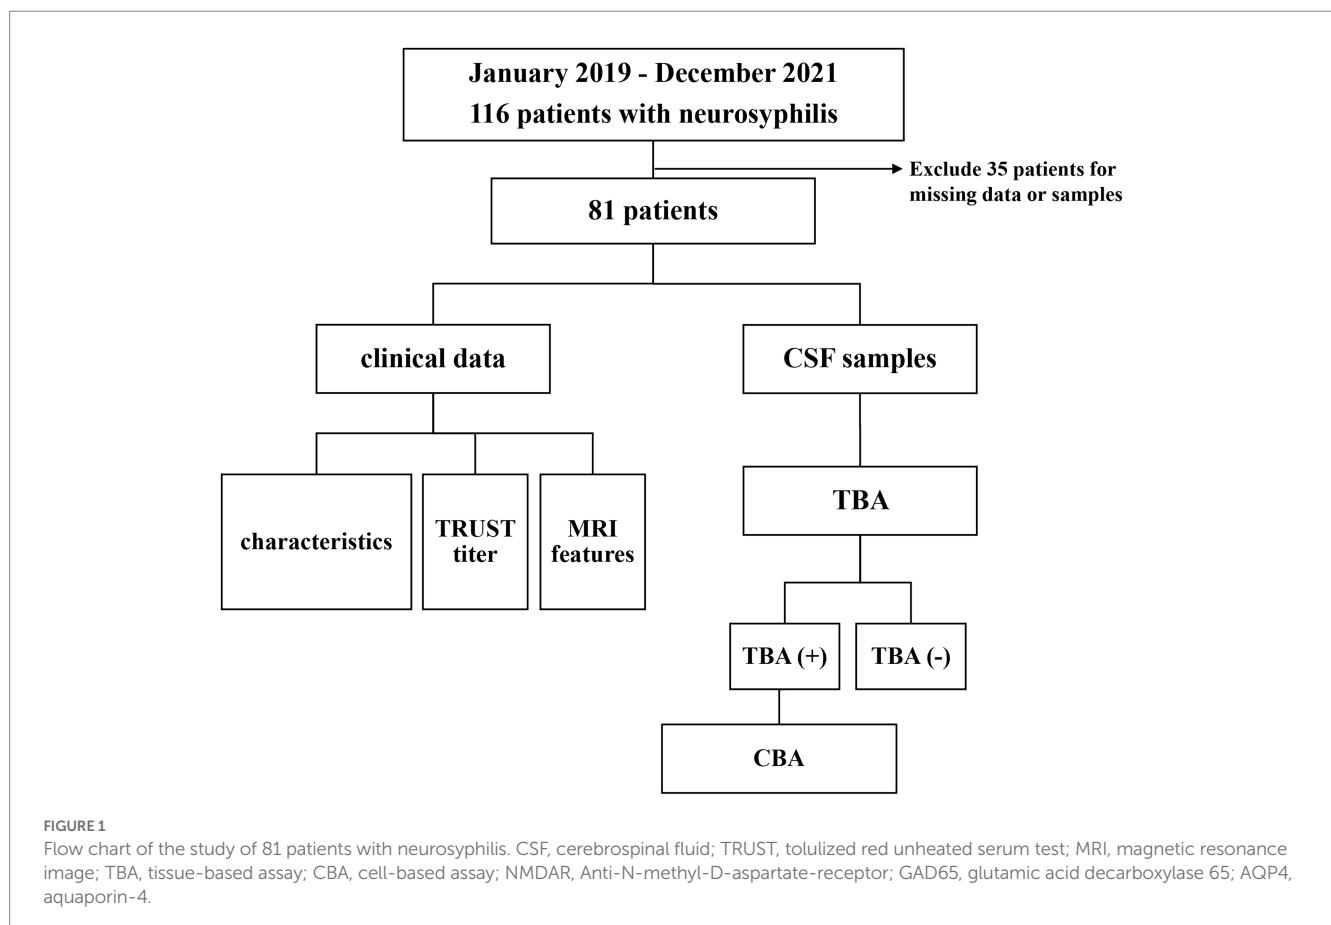 January 2019 - December 2021
116 patients with neurosyphilis
Exclude 35 patients for
missing data or samples
81 patients
clinical data
CSF samples
characteristics
TRUST
titer
MRI
features
TBA
TBA (+)
TBA (-)
CBA
FIGURE 1
Flow chart of the study of 81 patients with neurosyphilis. CSF, cerebrospinal fluid; TRUST, tolulized red unheated serum test; MRI, magnetic resonance
image; TBA, tissue-based assay; CBA, cell-based assay; NMDAR, Anti-N-methyl-D-aspartate-receptor; GAD65, glutamic acid decarboxylase 65; AQP4,
aquaporin-4.